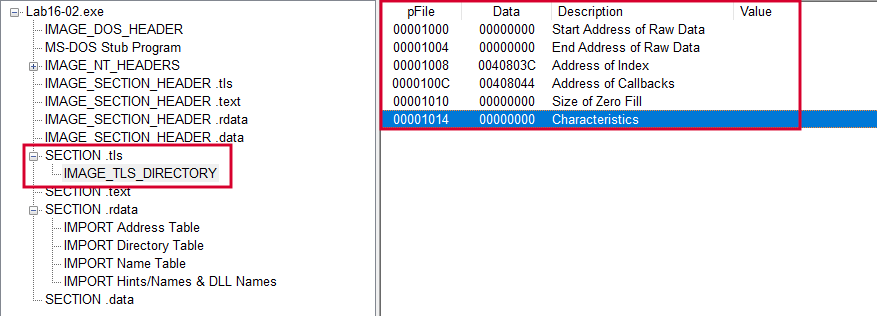 Lab16-02.exe
IMAGE_DOS_HEADER
MS-DOS Stub Program
IMAGE_NT_HEADERS
IMAGE_SECTION_HEADER .tls
IMAGE_SECTION_HEADER .text
IMAGE_SECTION_HEADER .rdata
IMAGE_SECTION_HEADER .data
SECTION .tls
IMAGE_TLS_DIRECTORY
SECTION .text
SECTION .rdata
IMPORT Address Table
IMPORT Directory Table
IMPORT Name Table
IMPORT Hints/Names & DLL Names
SECTION .data
pFile Data Description Value
00001000 00000000 Start Address of Raw Data
00001004 00000000 End Address of Raw Data
00001008 0040803C Address of Index
0000100C 00408044 Address of Callbacks
00001010 00000000 Size of Zero Fill
00001014 00000000 Characteristics